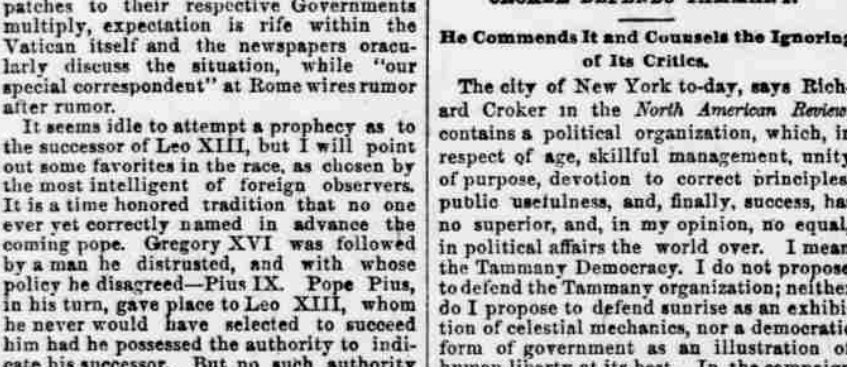 patches to their respective Governments
multiply, expectation is rife within the
Vatican itself and the newspapers oracu-
larly discuss the situation, while "our
special correspondent" at Rome wires rumor
after rumor.
It seems idle to attempt a prophecy as to
the successor of Leo XIII, but I will point
out some favorites in the race, as chosen by
the most intelligent of foreign observers.
It is a time honored tradition that no one
ever yet correctly named in advance the
coming pope. Gregory XVI was followed
by a man he distrusted, and with whose
policy he disagreed—Pius IX. Pope Pius,
in his turn, gave place to Leo XIII, whom
he never would have selected to succeed
him had he possessed the authority to indi-
cate his successor. But no such authority
He Commends It and Counsels the Ignoring
of Its Critics.
The city of New York to-day, says Rich-
ard Croker in the North American Review
contains a political organization, which, in
respect of age, skillful management, unity
of purpose, devotion to correct principles
public usefulness, and, finally, success, has
no superior, and, in my opinion, no equal,
in political affairs the world over. I mean
the Tammany Democracy. I do not propose
to defend the Tammany organization; neither
do I propose to defend sunrise as an exhibi
tion of celestial mechanics, nor a democratic
form of government as an illustration of
human liberty at its best. In the campaign